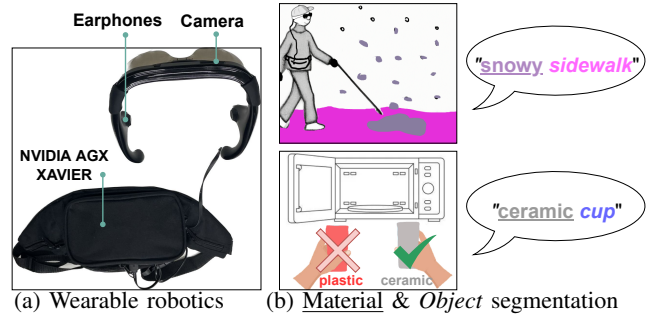 Earphones
Camera
NVIDIA AGX
XAVIER
(a) Wearable robotics
"snowy sidewalk"
"ceramic cup"
plastic
ceramic
(b) Material & Object segmentation